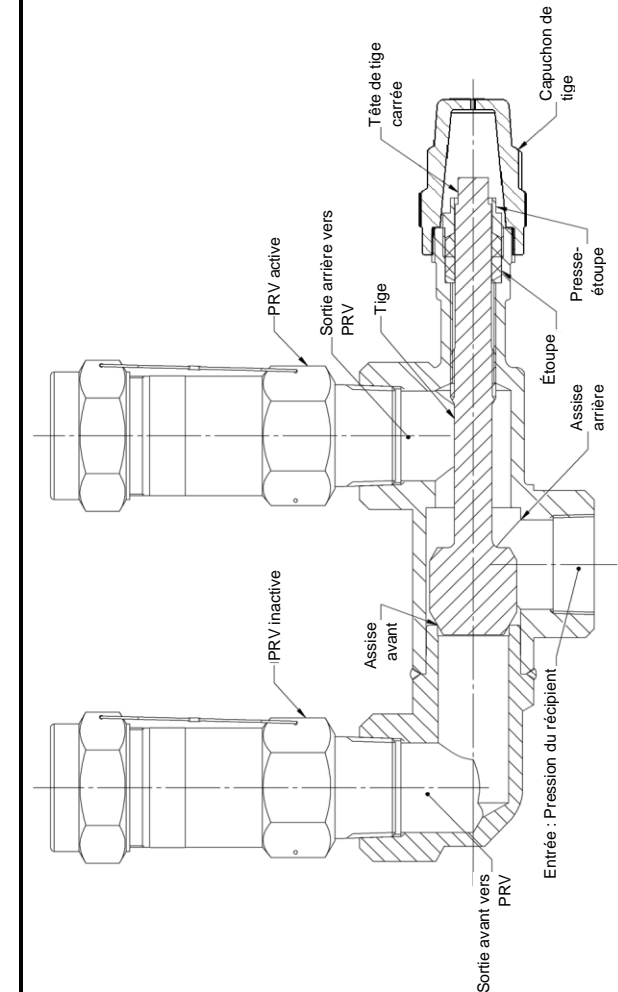 Capuchon de
tige
Tête de tige
carrée
Presse-
étoupe
Étoupe
PRV active
Sortie arrière vers
PRV
Tige
Assise
arrière
PRV inactive
Assise
avant
Entrée : Pression du récipient
Sortie avant vers
PRV